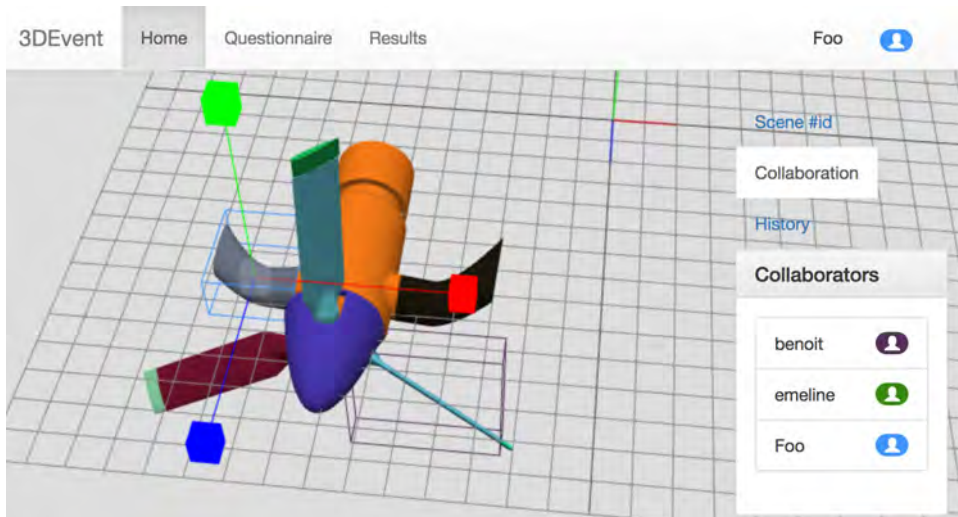 3DEvent Home Questionnaire Results Foo
Scene #id
Collaboration
History
Collaborators
benoit
emeline
Foo